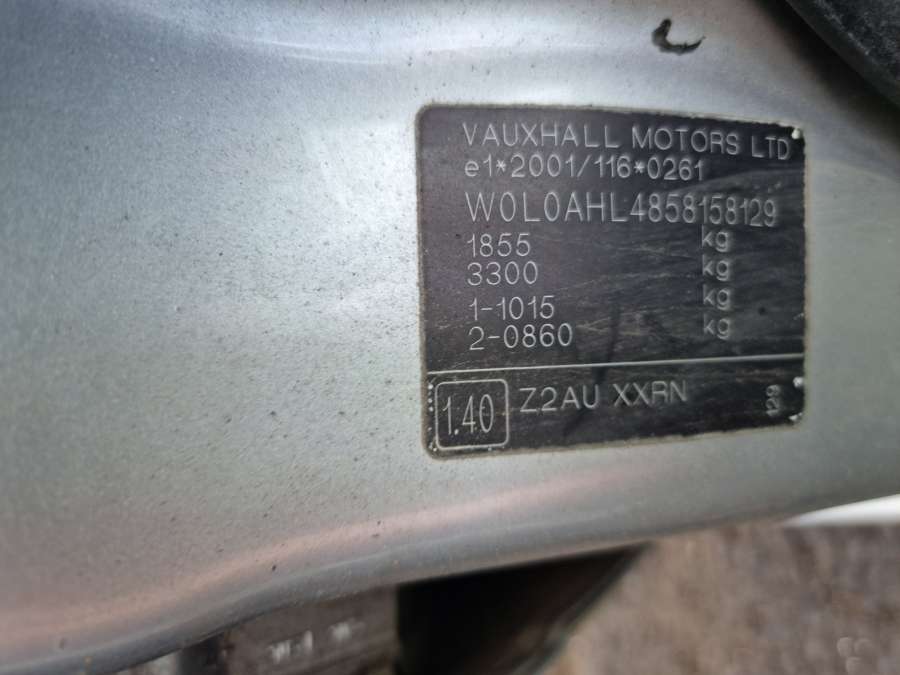 VAUXHALL MOTORS LTD
e1*2001/116*0261
W0L0AHL4858158129
1855 kg
3300 kg
1-1015 kg
2-0860 kg
1.40 Z2AU XXRN 129